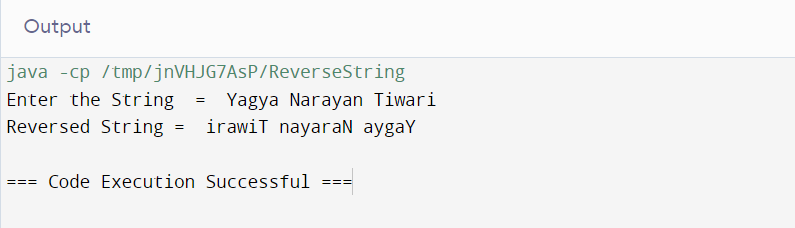 Output
java -cp /tmp/jnVHJG7AsP/ReverseString
Enter the String  =  Yagya Narayan Tiwari
Reversed String =  irawiT nayaraN aygaY
=== Code Execution Successful ===